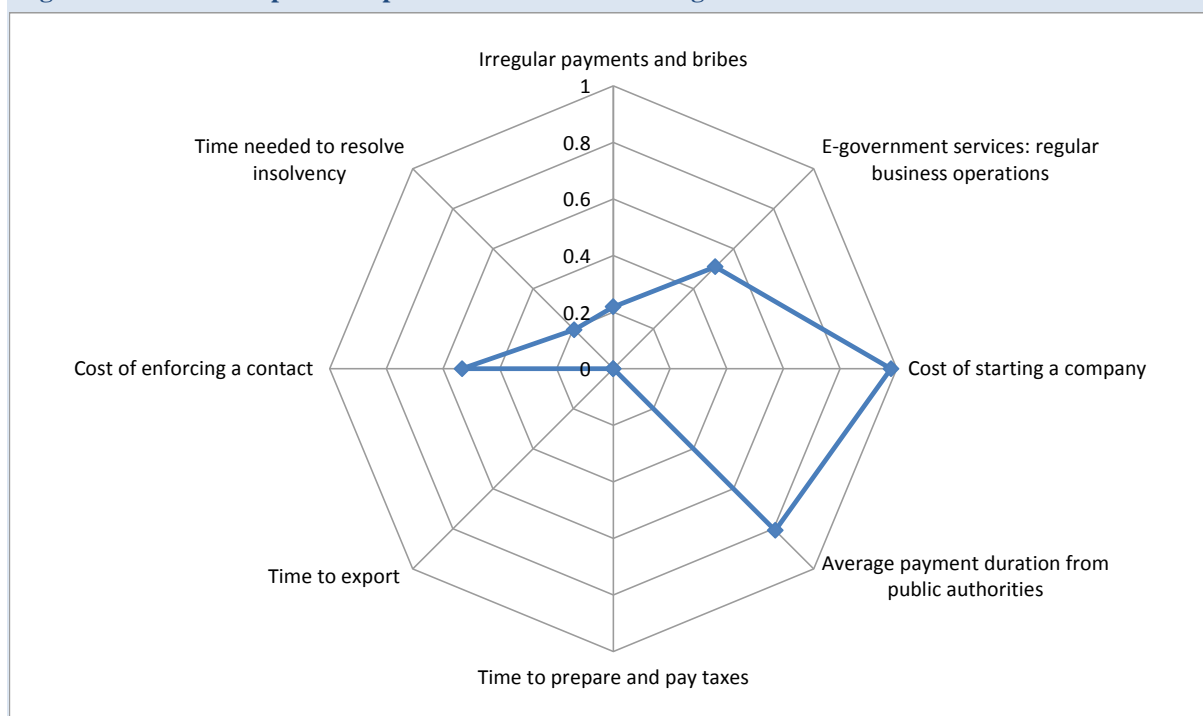 Irregular payments and bribes
1
0.8
0.6
0.4
0.2
0
E-government services: regular
business operations
Cost of starting a company
Average payment duration from
public authorities
Time to prepare and pay taxes
Time to export
Cost of enforcing a contact
Time needed to resolve
insolvency